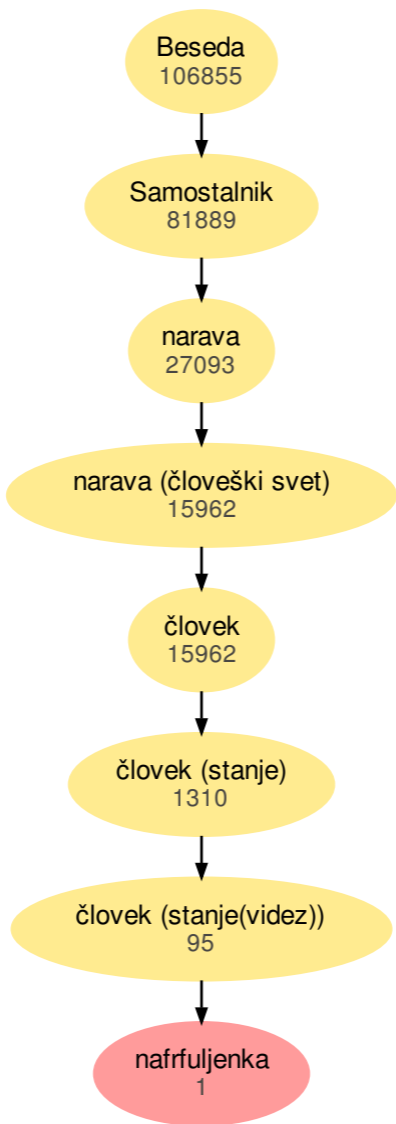 Beseda
106855
Samostalnik
81889
narava
27093
narava (človeški svet)
15962
človek
15962
človek (stanje)
1310
človek (stanje(videz))
95
nafrfuljenka
1